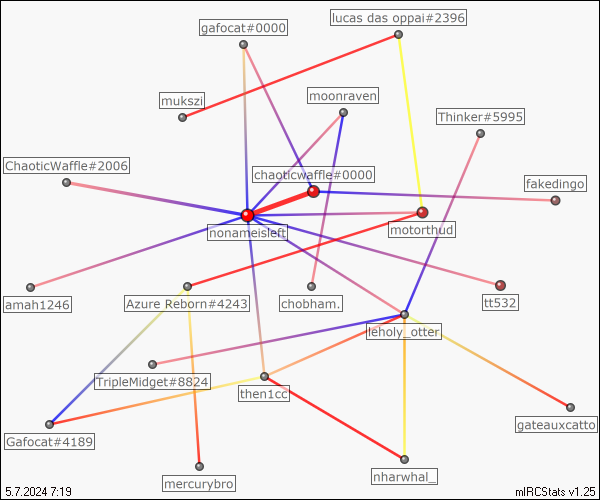 lucas das oppai#2396
gafocat#0000
moonraven
mukszi
Thinker#5995
ChaoticWaffle#2006
chaoticwaffle#0000
fakedingo
nonameisleft
motorthud
amah1246
Azure Reborn#4243
chobham.
tt532
leholy_otter
TripleMidget#8824
then1cc
gateauxcatto
Gafocat#4189
mercurybro
nharwhal_
5.7.2024 7:19
mIRCStats v1.25